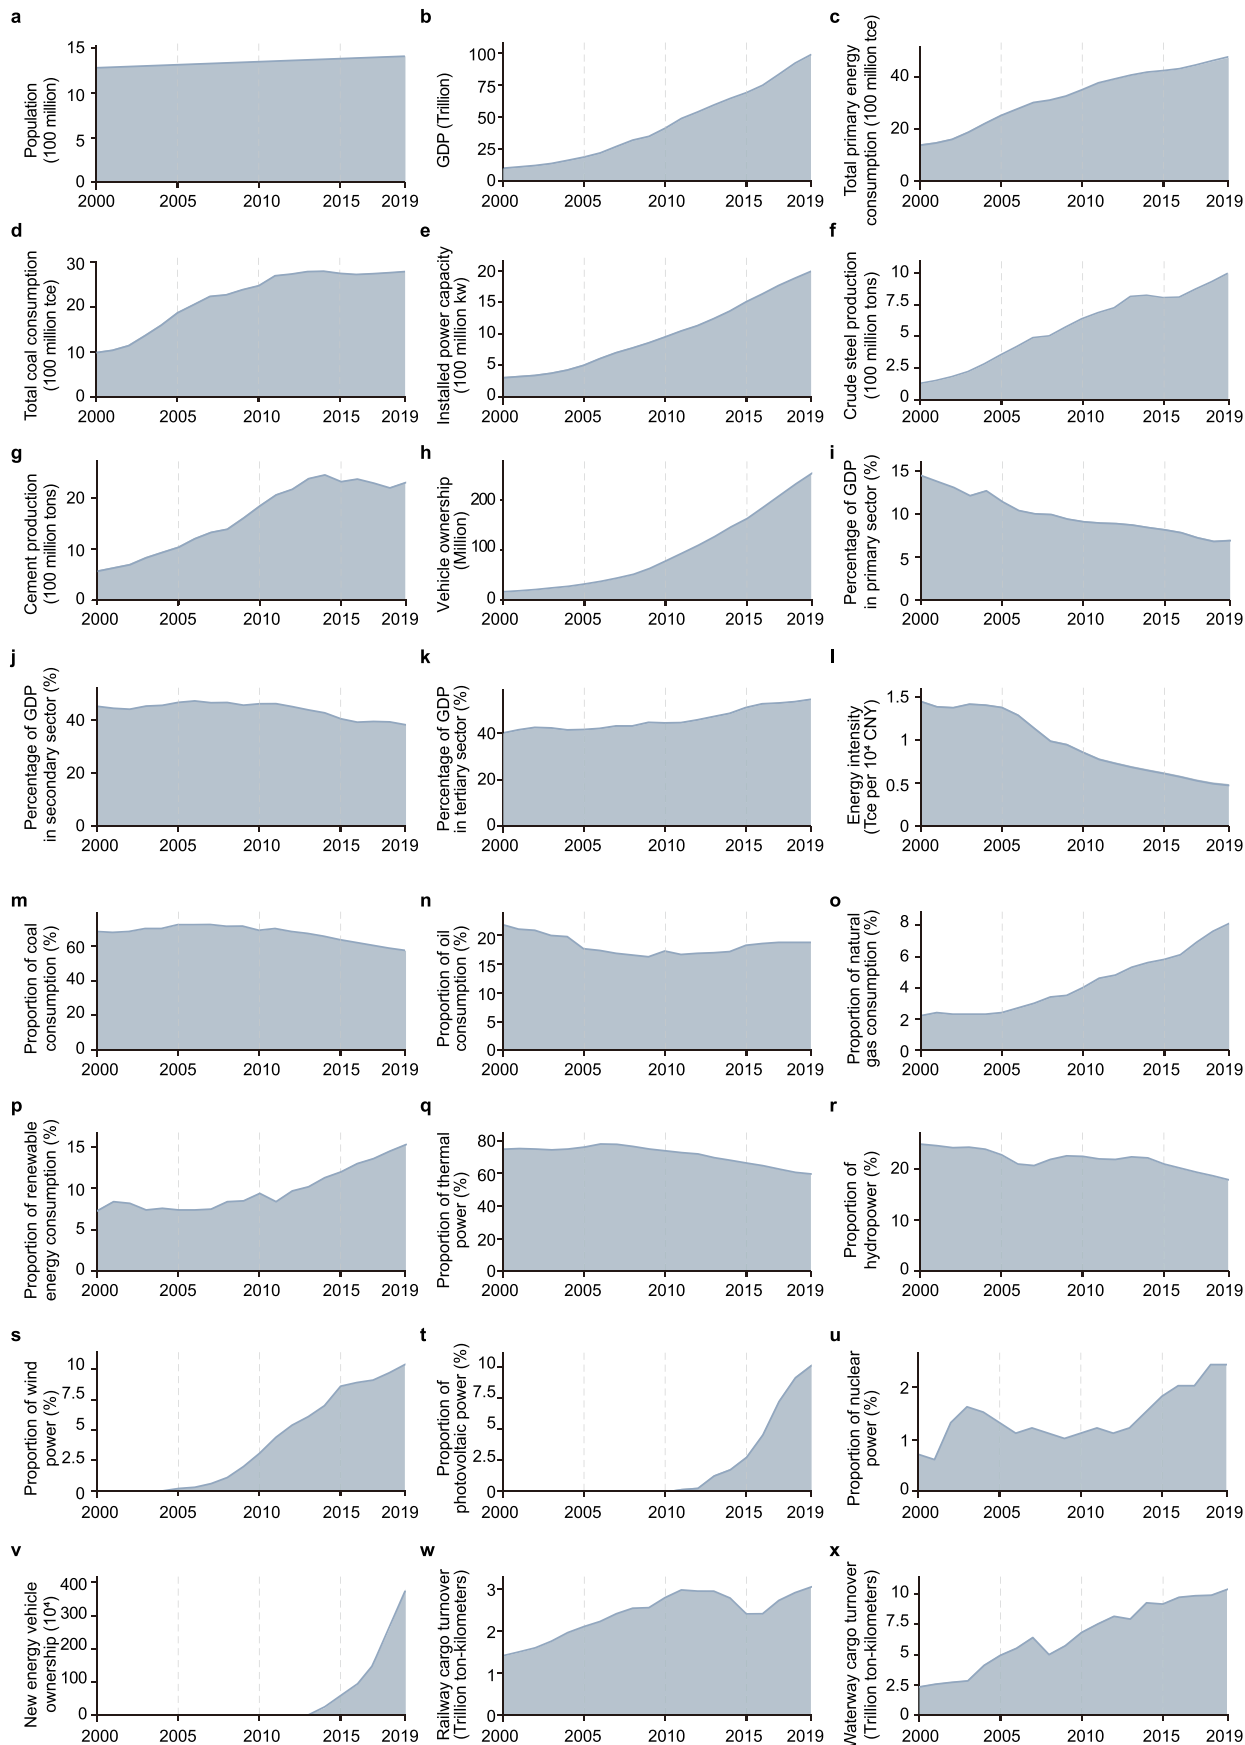 a
Population
(100 million)
15
10
5
0
2000 2005 2010 2015 2019
b
GDP (Trillion)
100
75
50
25
0
2000 2005 2010 2015 2019
c
Total primary energy
consumption (100 million tce)
40
20
0
2000 2005 2010 2015 2019
d
Total coal consumption
(100 million tce)
30
20
10
0
2000 2005 2010 2015 2019
e
Installed power capacity
(100 million kw)
20
15
10
5
0
2000 2005 2010 2015 2019
f
Crude steel production
(100 million tons)
10
7.5
5
2.5
0
2000 2005 2010 2015 2019
g
Cement production
(100 million tons)
20
10
0
2000 2005 2010 2015 2019
h
Vehicle ownership
(Million)
200
100
0
2000 2005 2010 2015 2019
i
Percentage of GDP
in primary sector (%)
15
10
5
0
2000 2005 2010 2015 2019
j
Percentage of GDP
in secondary sector (%)
40
20
0
2000 2005 2010 2015 2019
k
Percentage of GDP
in tertiary sector (%)
40
20
0
2000 2005 2010 2015 2019
l
Energy intensity
(Tce per 10⁴ CNY)
1.5
1
0.5
0
2000 2005 2010 2015 2019
m
Proportion of coal
consumption (%)
60
40
20
0
2000 2005 2010 2015 2019
n
Proportion of oil
consumption (%)
20
15
10
5
0
2000 2005 2010 2015 2019
o
Proportion of natural
gas consumption (%)
8
6
4
2
0
2000 2005 2010 2015 2019
p
Proportion of renewable
energy consumption (%)
15
10
5
0
2000 2005 2010 2015 2019
q
Proportion of thermal
power (%)
80
60
40
20
0
2000 2005 2010 2015 2019
r
Proportion of
hydropower (%)
20
10
0
2000 2005 2010 2015 2019
s
Proportion of wind
power (%)
10
7.5
5
2.5
0
2000 2005 2010 2015 2019
t
Proportion of
photovoltaic power (%)
10
7.5
5
2.5
0
2000 2005 2010 2015 2019
u
Proportion of nuclear
power (%)
2
1
0
2000 2005 2010 2015 2019
v
New energy vehicle
ownership (10⁴)
400
300
200
100
0
2000 2005 2010 2015 2019
w
Railway cargo turnover
(Trillion ton-kilometers)
3
2
1
0
2000 2005 2010 2015 2019
x
Waterway cargo turnover
(Trillion ton-kilometers)
10
7.5
5
2.5
0
2000 2005 2010 2015 2019